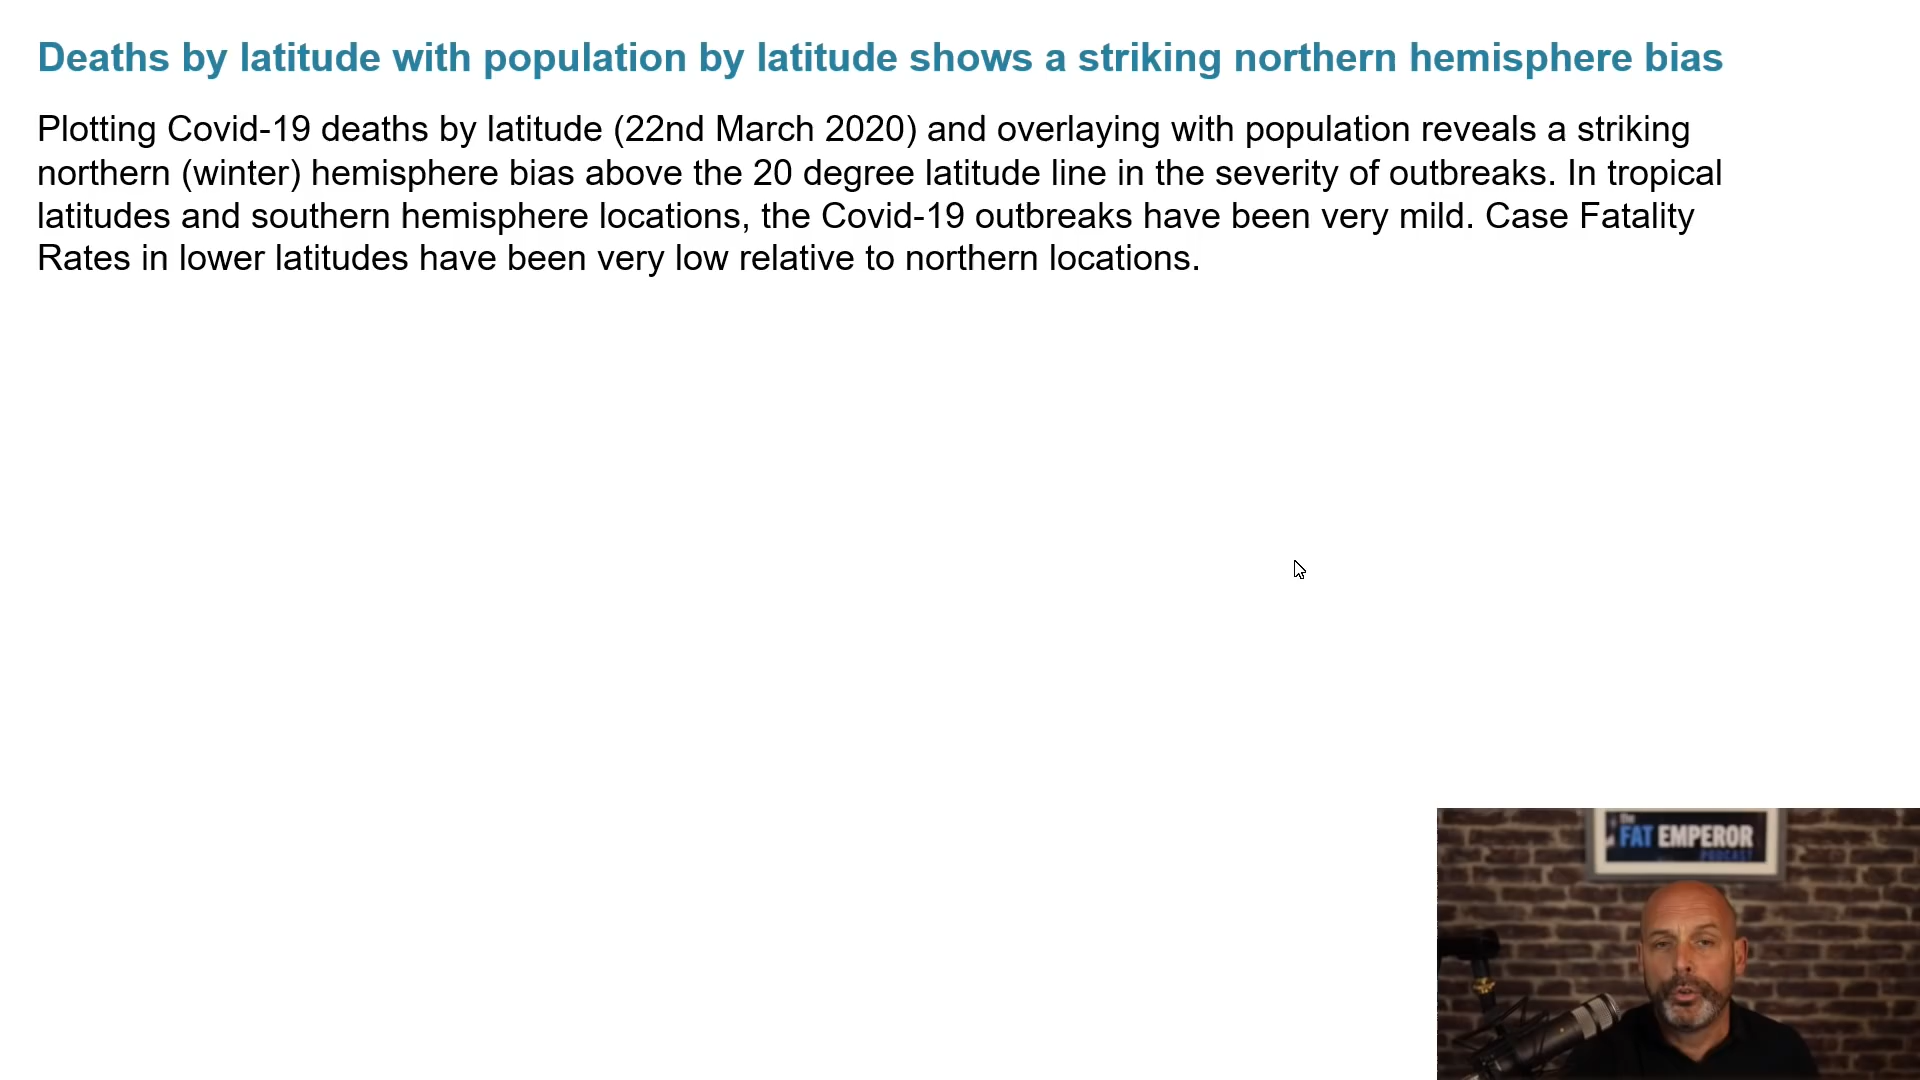 Deaths by latitude with population by latitude shows a striking northern hemisphere bias
Plotting Covid-19 deaths by latitude (22nd March 2020) and overlaying with population reveals a striking
northern (winter) hemisphere bias above the 20 degree latitude line in the severity of outbreaks. In tropical
latitudes and southern hemisphere locations, the Covid-19 outbreaks have been very mild. Case Fatality
Rates in lower latitudes have been very low relative to northern locations.
the
FAT EMPEROR
PODCAST